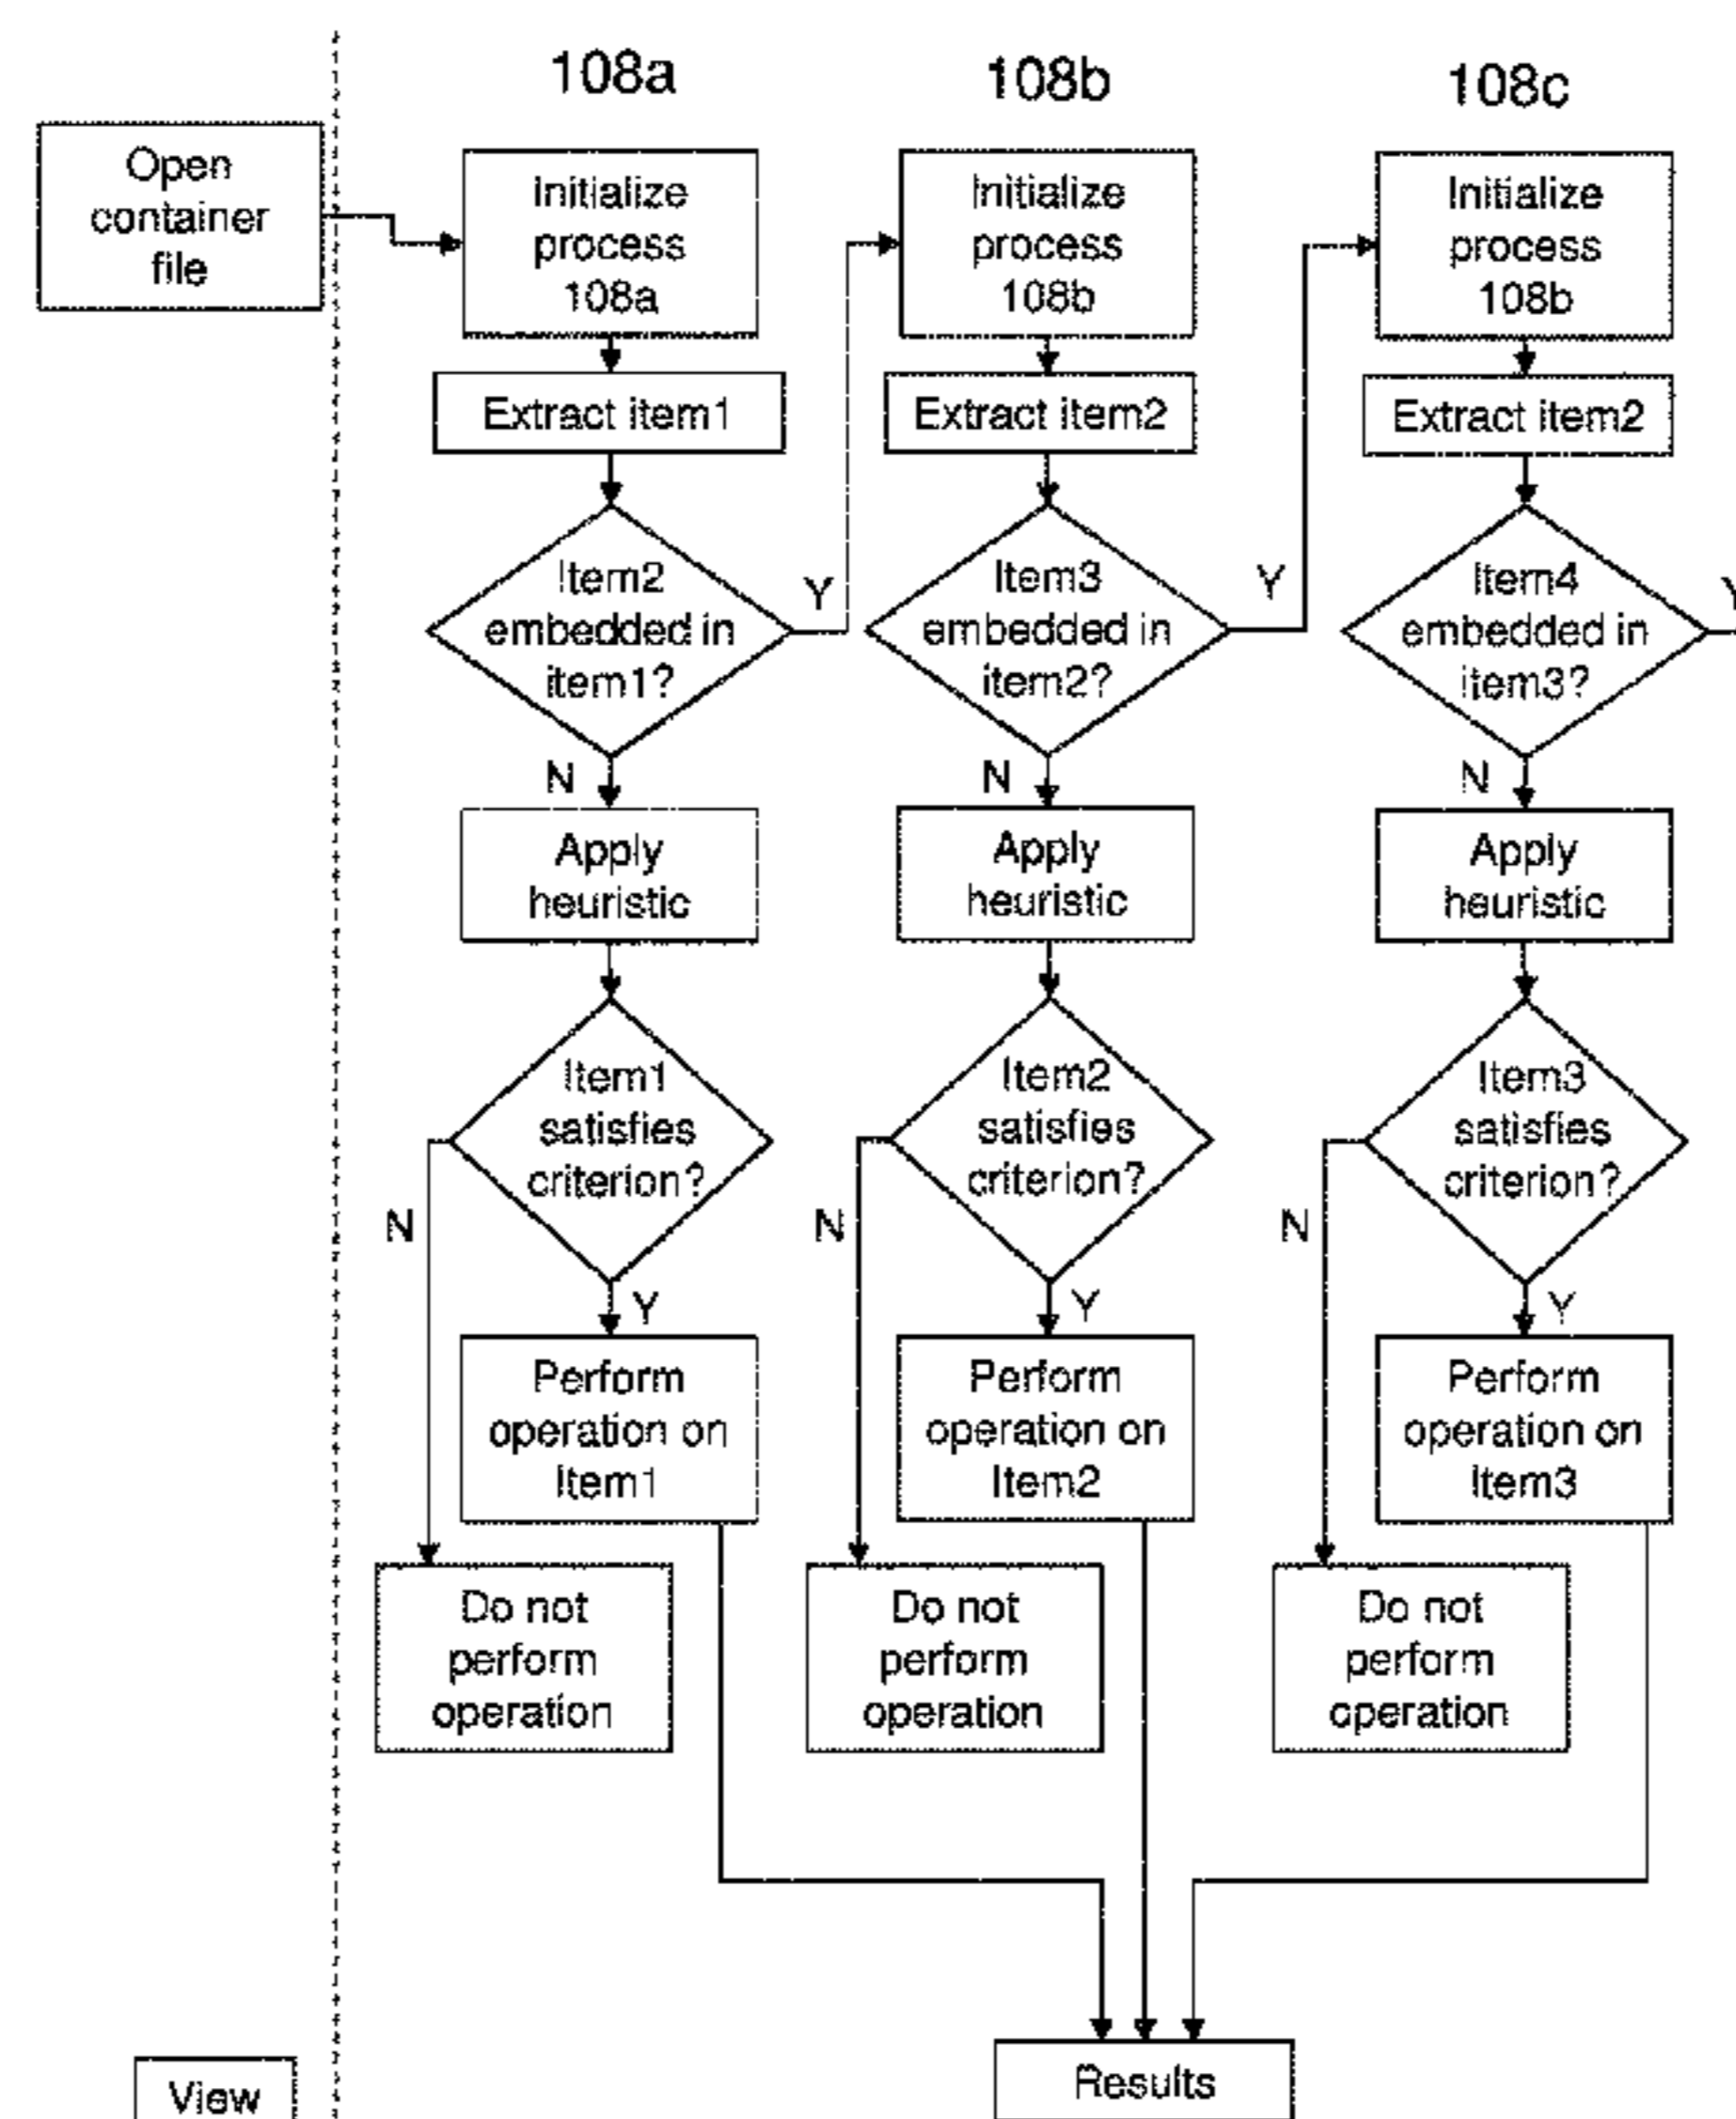 108a
108b
108c
Open
container
file
Initialize
process
108a
Initialize
process
108b
Initialize
process
108b
Extract item1
Extract item2
Extract item2
Item2
embedded in
item1?
Y
Item3
embedded in
item2?
Y
Item4
embedded in
item3?
Y
N
N
N
Apply
heuristic
Apply
heuristic
Apply
heuristic
Item1
satisfies
criterion?
Item2
satisfies
criterion?
Item3
satisfies
criterion?
N
N
N
Y
Y
Y
Perform
operation on
Item1
Perform
operation on
Item2
Perform
operation on
Item3
Do not
perform
operation
Do not
perform
operation
Do not
perform
operation
View
Results